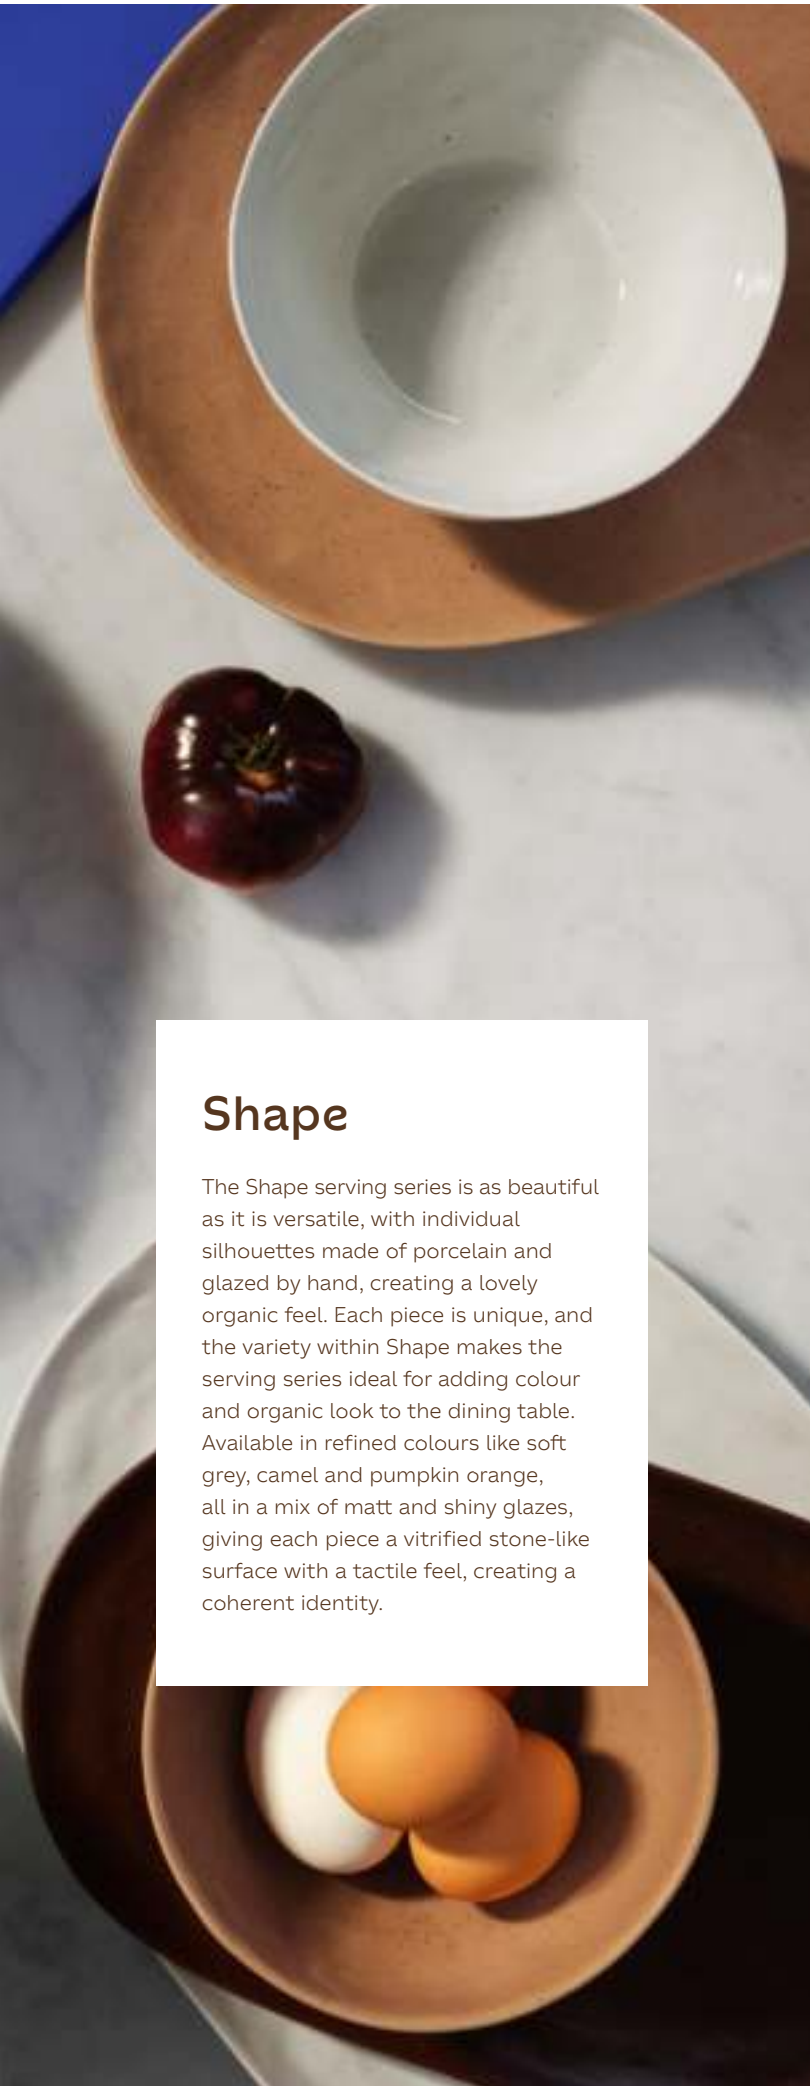 Shape
The Shape serving series is as beautiful
as it is versatile, with individual
silhouettes made of porcelain and
glazed by hand, creating a lovely
organic feel. Each piece is unique, and
the variety within Shape makes the
serving series ideal for adding colour
and organic look to the dining table.
Available in refined colours like soft
grey, camel and pumpkin orange,
all in a mix of matt and shiny glazes,
giving each piece a vitrified stone-like
surface with a tactile feel, creating a
coherent identity.